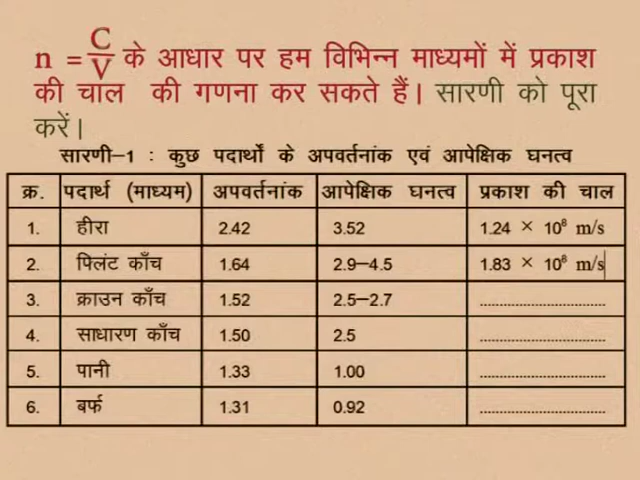 n = C/V के आधार पर हम विभिन्न माध्यमों में प्रकाश
की चाल की गणना कर सकते हैं। सारणी को पूरा
करें।
सारणी–1 : कुछ पदार्थों के अपवर्तनांक एवं आपेक्षिक घनत्व
क्र. पदार्थ (माध्यम) अपवर्तनांक आपेक्षिक घनत्व प्रकाश की चाल
1. हीरा 2.42 3.52 1.24 × 10⁸ m/s
2. फ्लिंट काँच 1.64 2.9–4.5 1.83 × 10⁸ m/s
3. क्राउन काँच 1.52 2.5–2.7 ................................
4. साधारण काँच 1.50 2.5 ................................
5. पानी 1.33 1.00 ................................
6. बर्फ 1.31 0.92 ................................